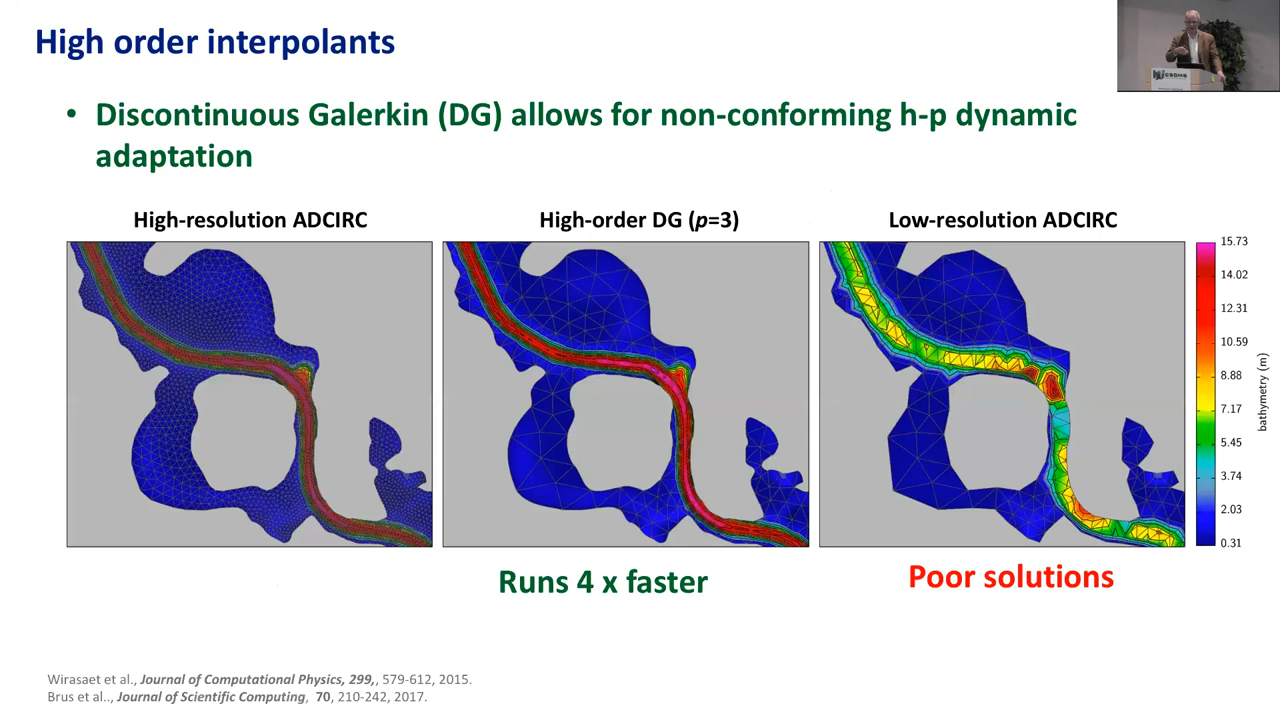 High order interpolants
• Discontinuous Galerkin (DG) allows for non-conforming h-p dynamic
adaptation
High-resolution ADCIRC
High-order DG (p=3)
Low-resolution ADCIRC
15.73
14.02
12.31
10.59
8.88
7.17
5.45
3.74
2.03
0.31
bathymetry (m)
Runs 4 x faster
Poor solutions
Wirasaet et al., Journal of Computational Physics, 299,, 579-612, 2015.
Brus et al.., Journal of Scientific Computing, 70, 210-242, 2017.
CSDMS